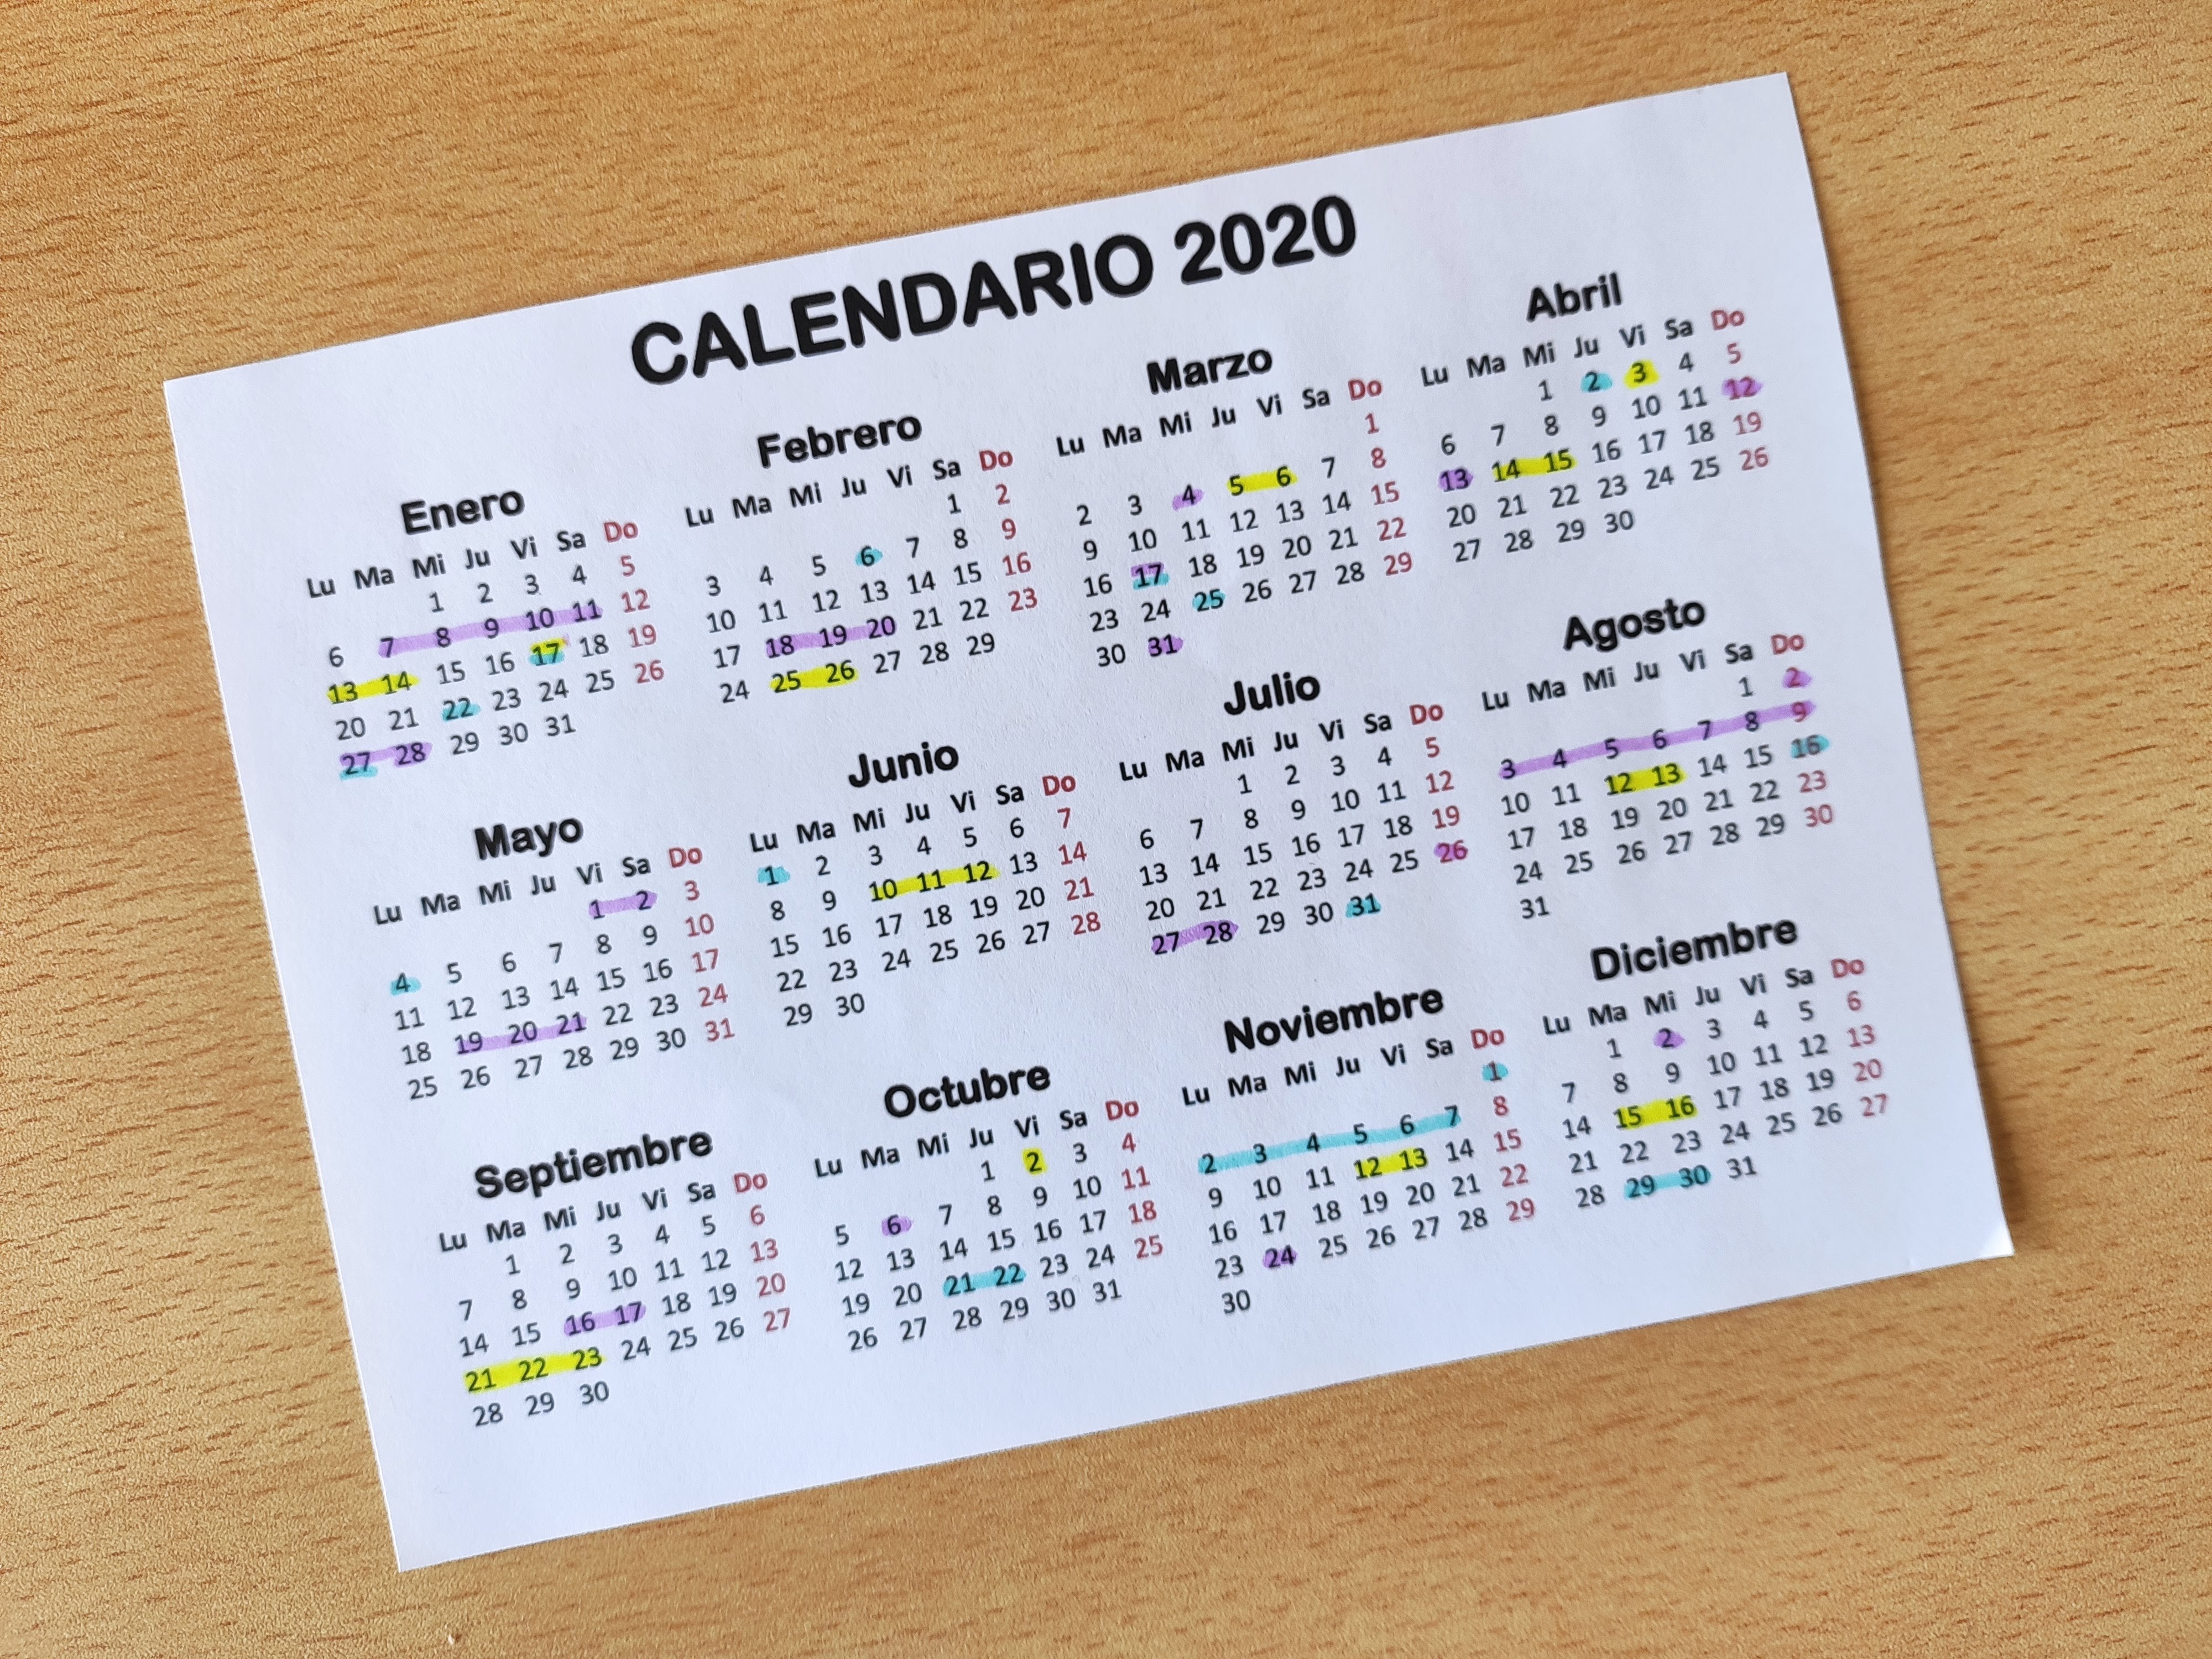 CALENDARIO 2020
Enero
Lu Ma Mi Ju Vi Sa Do
1 2 3 4 5
6 7 8 9 10 11 12
13 14 15 16 17 18 19
20 21 22 23 24 25 26
27 28 29 30 31
Febrero
Lu Ma Mi Ju Vi Sa Do
1 2
3 4 5 6 7 8 9
10 11 12 13 14 15 16
17 18 19 20 21 22 23
24 25 26 27 28 29
Marzo
Lu Ma Mi Ju Vi Sa Do
1
2 3 4 5 6 7 8
9 10 11 12 13 14 15
16 17 18 19 20 21 22
23 24 25 26 27 28 29
30 31
Abril
Lu Ma Mi Ju Vi Sa Do
1 2 3 4 5
6 7 8 9 10 11 12
13 14 15 16 17 18 19
20 21 22 23 24 25 26
27 28 29 30
Mayo
Lu Ma Mi Ju Vi Sa Do
1 2 3
4 5 6 7 8 9 10
11 12 13 14 15 16 17
18 19 20 21 22 23 24
25 26 27 28 29 30 31
Junio
Lu Ma Mi Ju Vi Sa Do
1 2 3 4 5 6 7
8 9 10 11 12 13 14
15 16 17 18 19 20 21
22 23 24 25 26 27 28
29 30
Julio
Lu Ma Mi Ju Vi Sa Do
1 2 3 4 5
6 7 8 9 10 11 12
13 14 15 16 17 18 19
20 21 22 23 24 25 26
27 28 29 30 31
Agosto
Lu Ma Mi Ju Vi Sa Do
1 2
3 4 5 6 7 8 9
10 11 12 13 14 15 16
17 18 19 20 21 22 23
24 25 26 27 28 29 30
31
Septiembre
Lu Ma Mi Ju Vi Sa Do
1 2 3 4 5 6
7 8 9 10 11 12 13
14 15 16 17 18 19 20
21 22 23 24 25 26 27
28 29 30
Octubre
Lu Ma Mi Ju Vi Sa Do
1 2 3 4
5 6 7 8 9 10 11
12 13 14 15 16 17 18
19 20 21 22 23 24 25
26 27 28 29 30 31
Noviembre
Lu Ma Mi Ju Vi Sa Do
1
2 3 4 5 6 7 8
9 10 11 12 13 14 15
16 17 18 19 20 21 22
23 24 25 26 27 28 29
30
Diciembre
Lu Ma Mi Ju Vi Sa Do
1 2 3 4 5 6
7 8 9 10 11 12 13
14 15 16 17 18 19 20
21 22 23 24 25 26 27
28 29 30 31